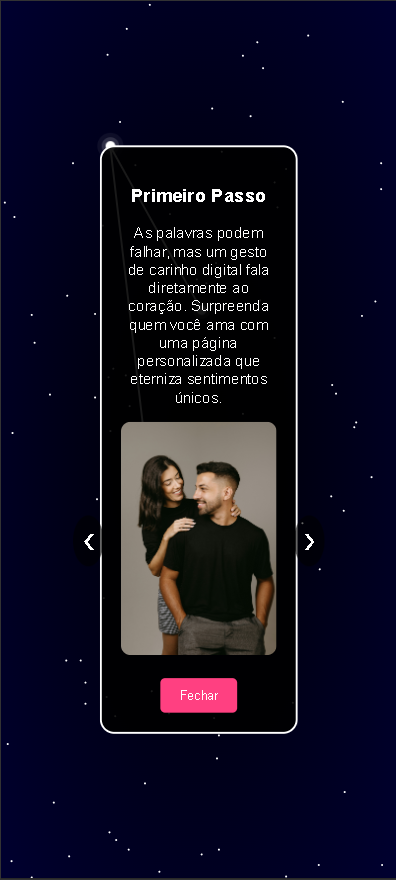 Primeiro Passo
As palavras podem
falhar, mas um gesto
de carinho digital fala
diretamente ao
coração. Surpreenda
quem você ama com
uma página
personalizada que
eterniza sentimentos
únicos.
❮ ❯
Fechar